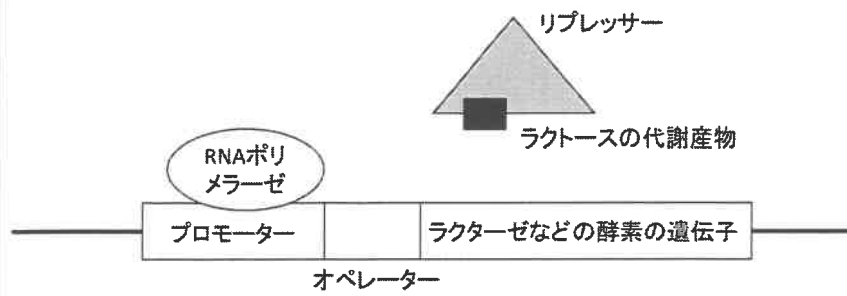 リプレッサー
ラクトースの代謝産物
RNAポリ
メラーゼ
プロモーター
ラクターゼなどの酵素の遺伝子
オペレーター